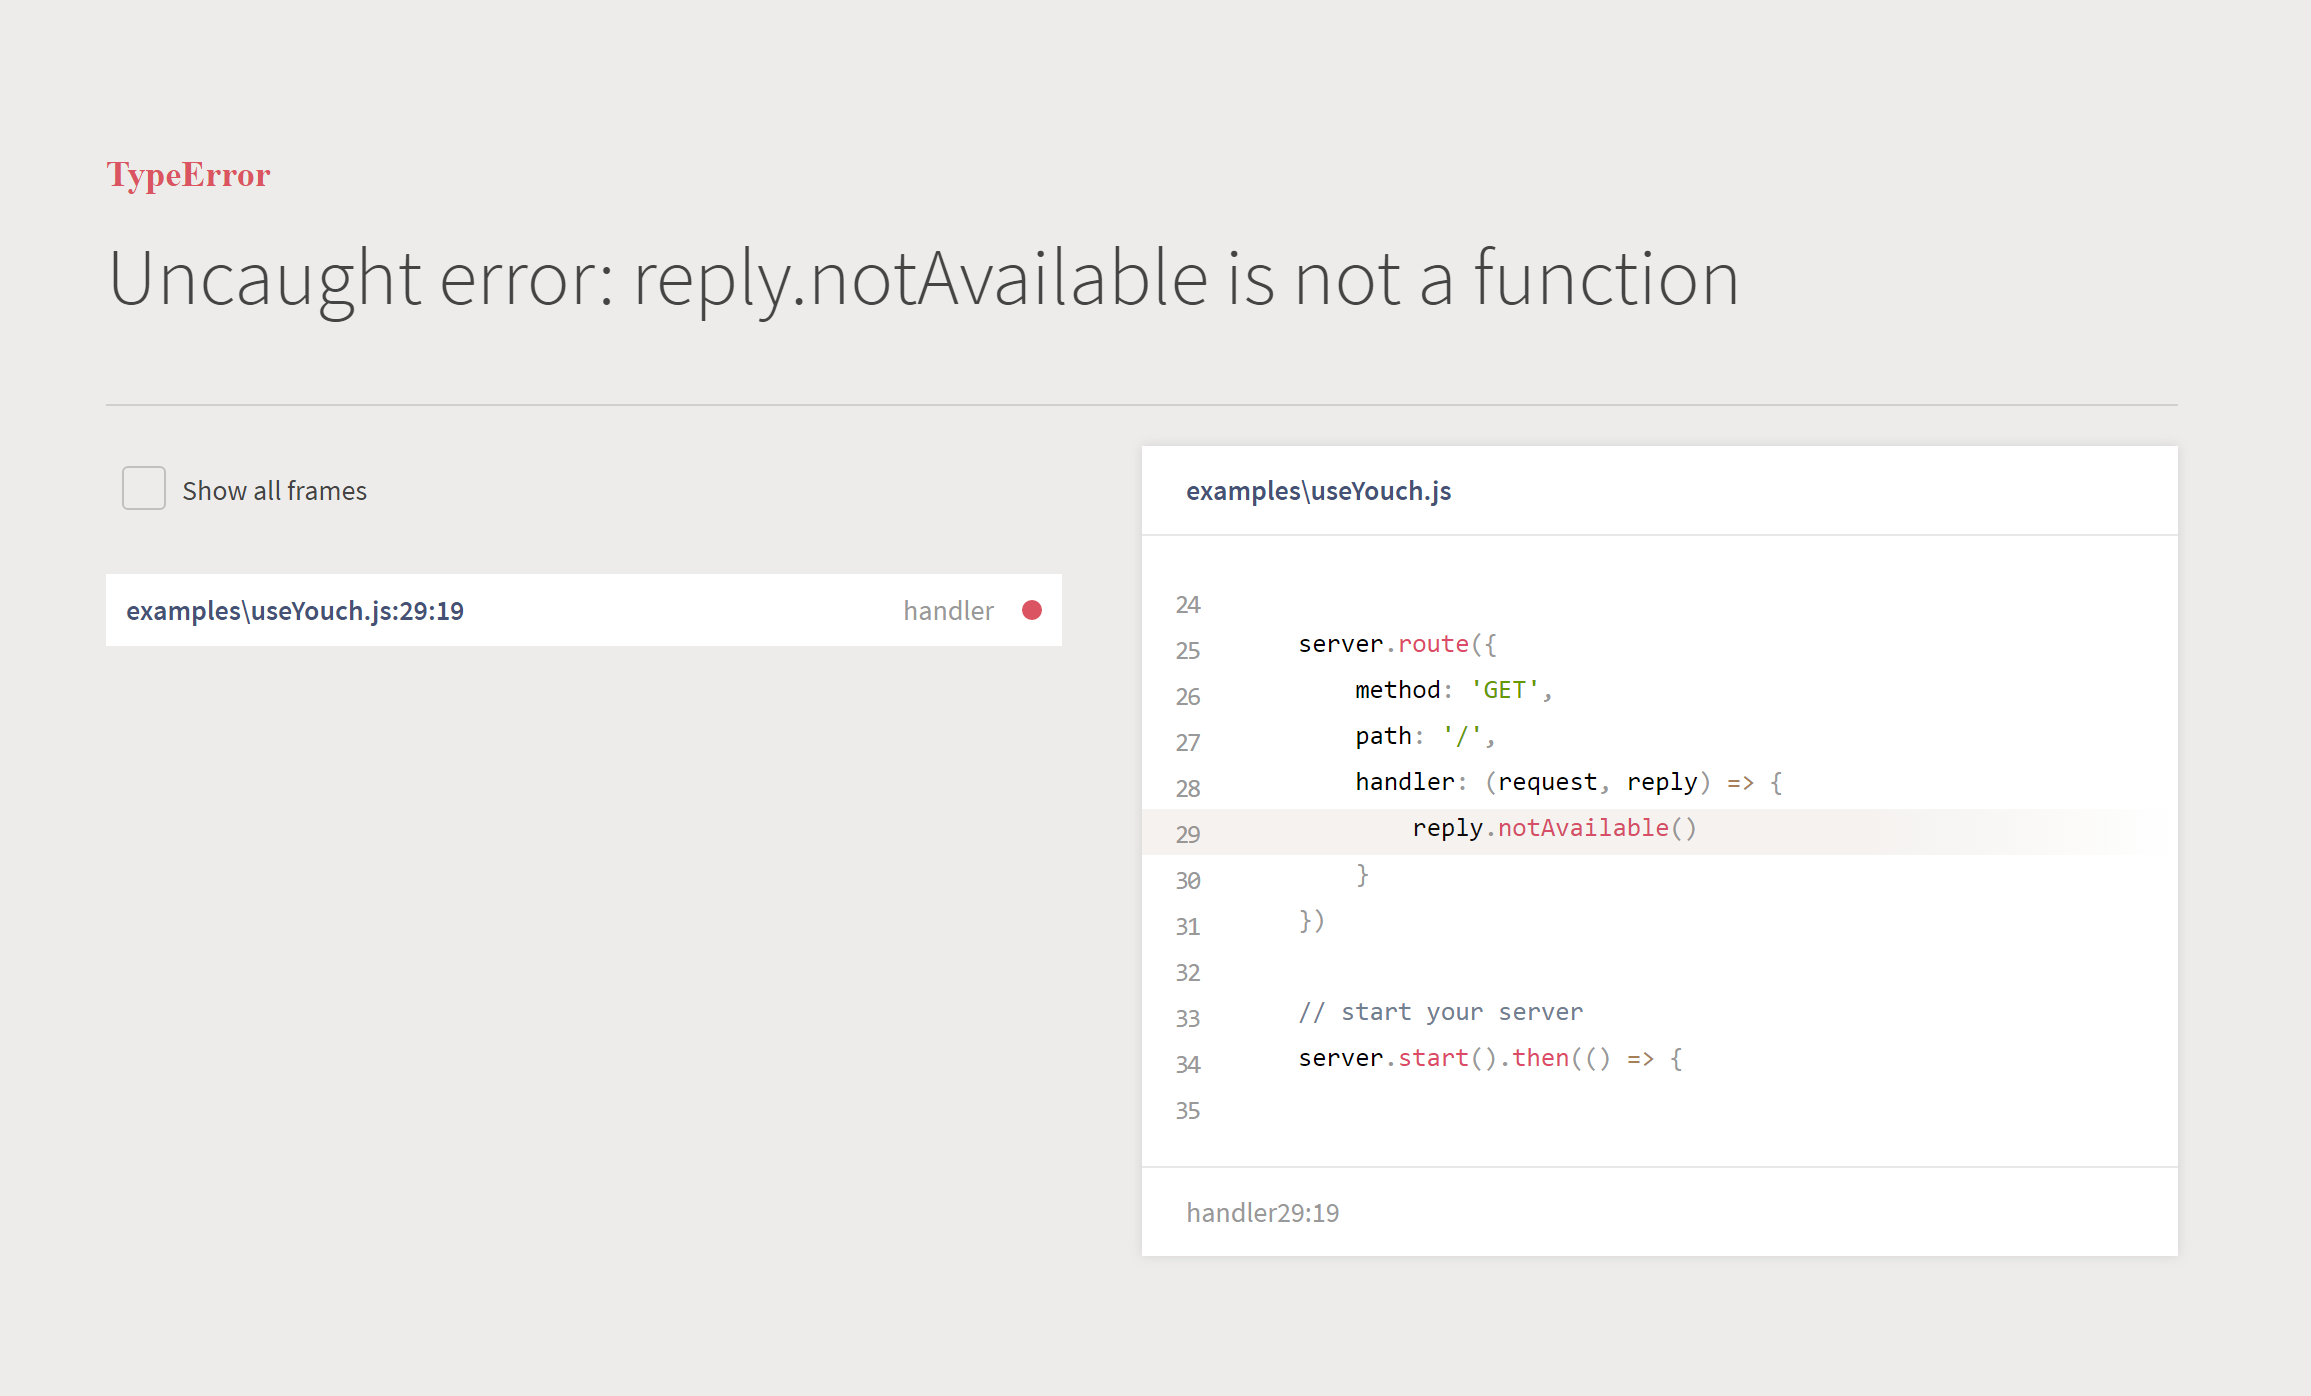 TypeError
Uncaught error: reply.notAvailable is not a function
Show all frames
examples\useYouch.js:29:19 handler
examples\useYouch.js
24
25 server.route({
26 method: 'GET',
27 path: '/',
28 handler: (request, reply) => {
29 reply.notAvailable()
30 }
31 })
32
33 // start your server
34 server.start().then(() => {
35
handler29:19